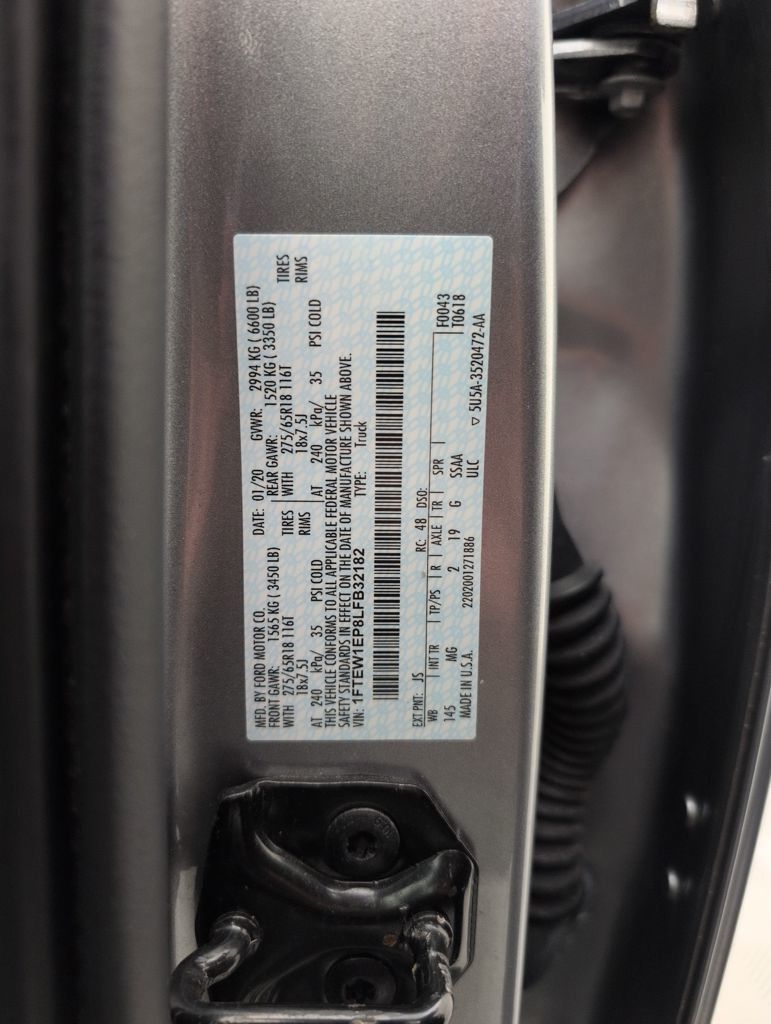 MFD. BY FORD MOTOR CO.
DATE: 01/20 GVWR: 2994 KG ( 6600 LB)
FRONT GAWR: 1565 KG ( 3450 LB) REAR GAWR: 1520 KG ( 3350 LB)
WITH 275/65R18 116T TIRES WITH 275/65R18 116T TIRES
18x7.5J RIMS 18x7.5J RIMS
AT 240 kPa/ 35 PSI COLD AT 240 kPa/ 35 PSI COLD
THIS VEHICLE CONFORMS TO ALL APPLICABLE FEDERAL MOTOR VEHICLE
SAFETY STANDARDS IN EFFECT ON THE DATE OF MANUFACTURE SHOWN ABOVE.
VIN: 1FTEW1EP8LFB32182 TYPE: Truck
F0043
EXT PNT: JS RC: 48 DSO: T0618
WB INT TR TP/PS R AXLE TR SPR
145 MG 2 19 G SSAA
MADE IN U.S.A. 2202001271886 ULC ▽ 5U5A-3520472-AA